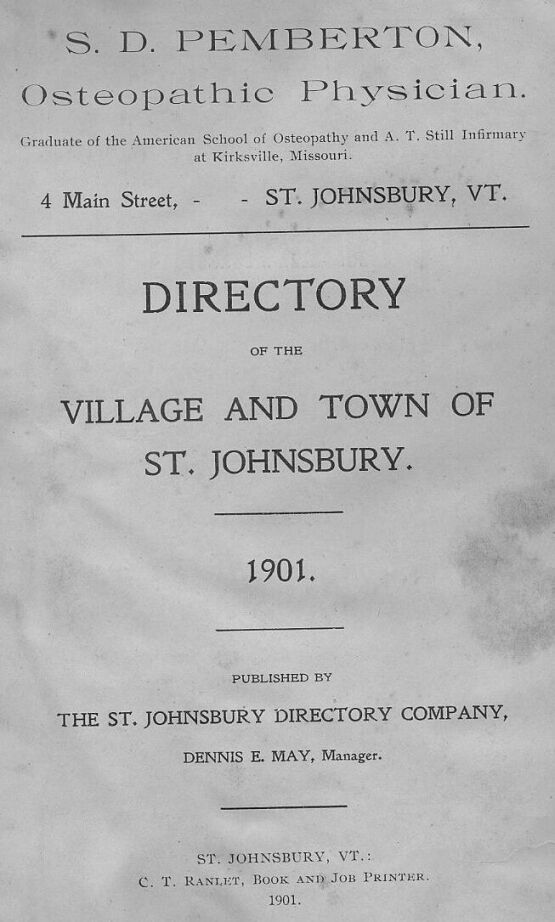 S. D. PEMBERTON,
Osteopathic Physician.
Graduate of the American School of Osteopathy and A. T. Still Infirmary
at Kirksville, Missouri.
4 Main Street, - - ST. JOHNSBURY, VT.
DIRECTORY
OF THE
VILLAGE AND TOWN OF
ST. JOHNSBURY.
1901.
PUBLISHED BY
THE ST. JOHNSBURY DIRECTORY COMPANY,
DENNIS E. MAY, Manager.
ST. JOHNSBURY, VT.:
C. T. RANLET, BOOK AND JOB PRINTER.
1901.